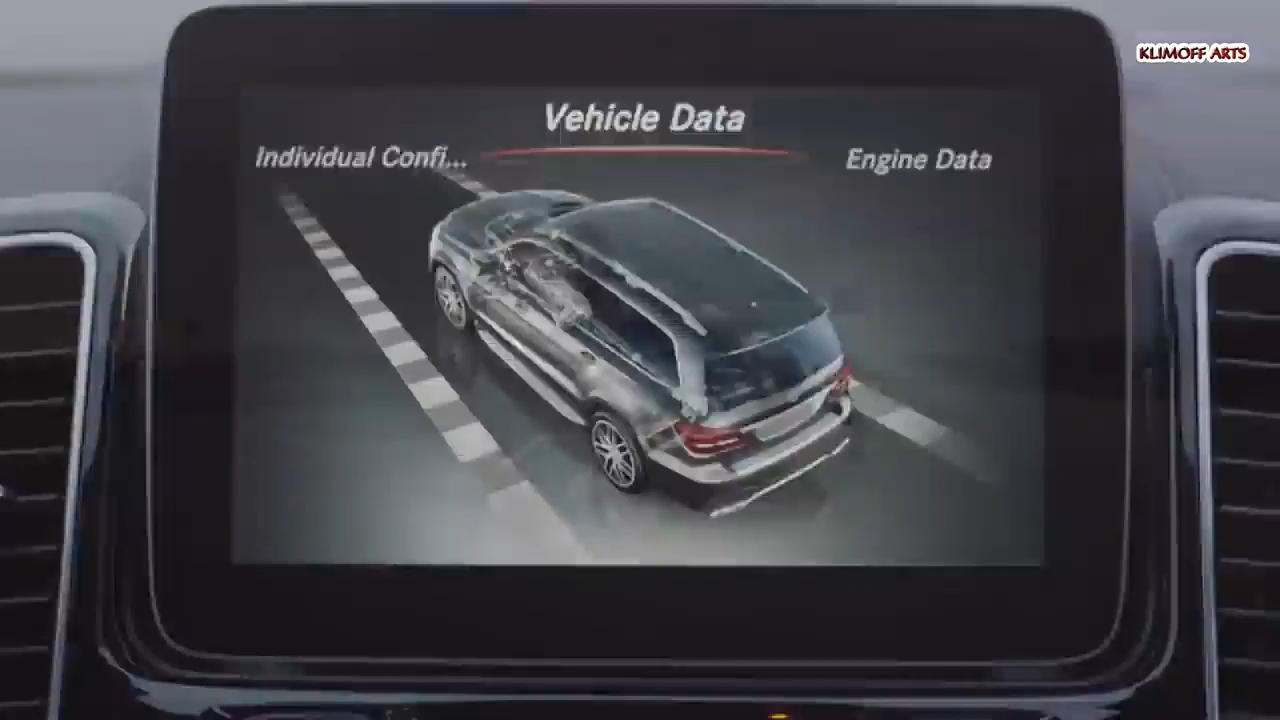 KLIMOFF ARTS
Vehicle Data
Individual Confi...
Engine Data